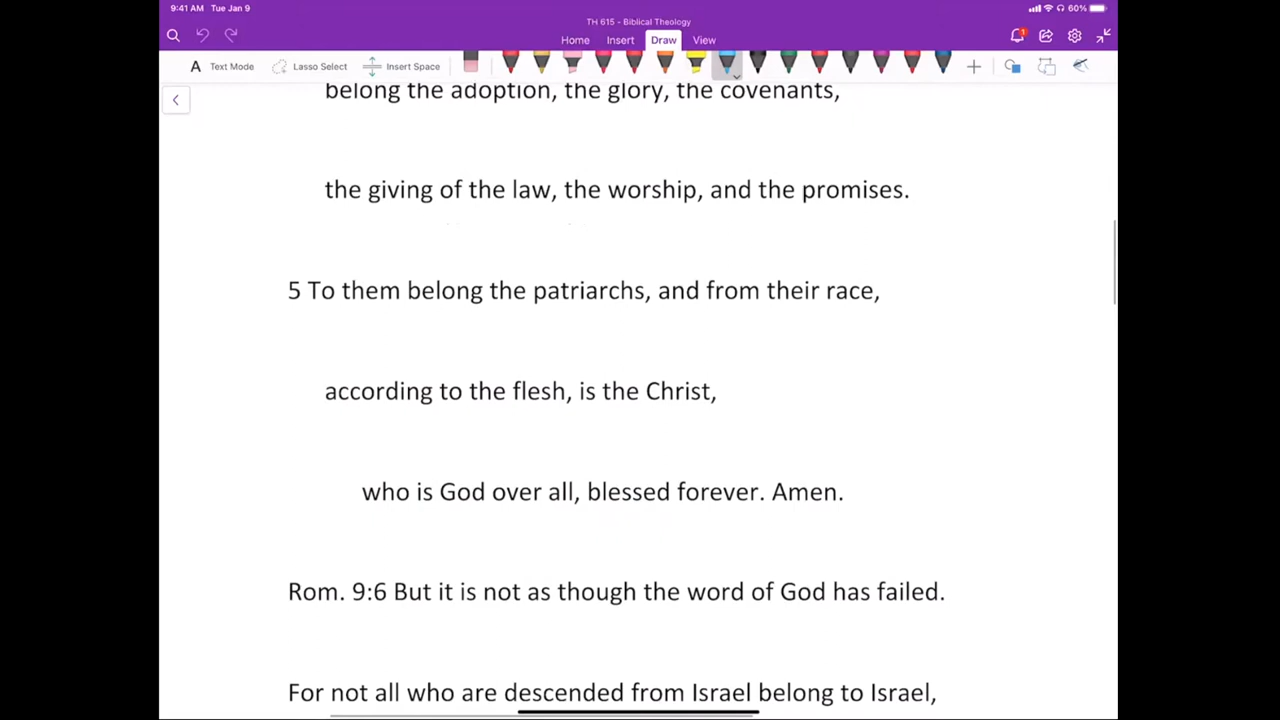 9:41 AM Tue Jan 9
60%
TH 615 - Biblical Theology
Home Insert Draw View
1
A Text Mode Lasso Select Insert Space
belong the adoption, the glory, the covenants,
the giving of the law, the worship, and the promises.
5 To them belong the patriarchs, and from their race,
according to the flesh, is the Christ,
who is God over all, blessed forever. Amen.
Rom. 9:6 But it is not as though the word of God has failed.
For not all who are descended from Israel belong to Israel,